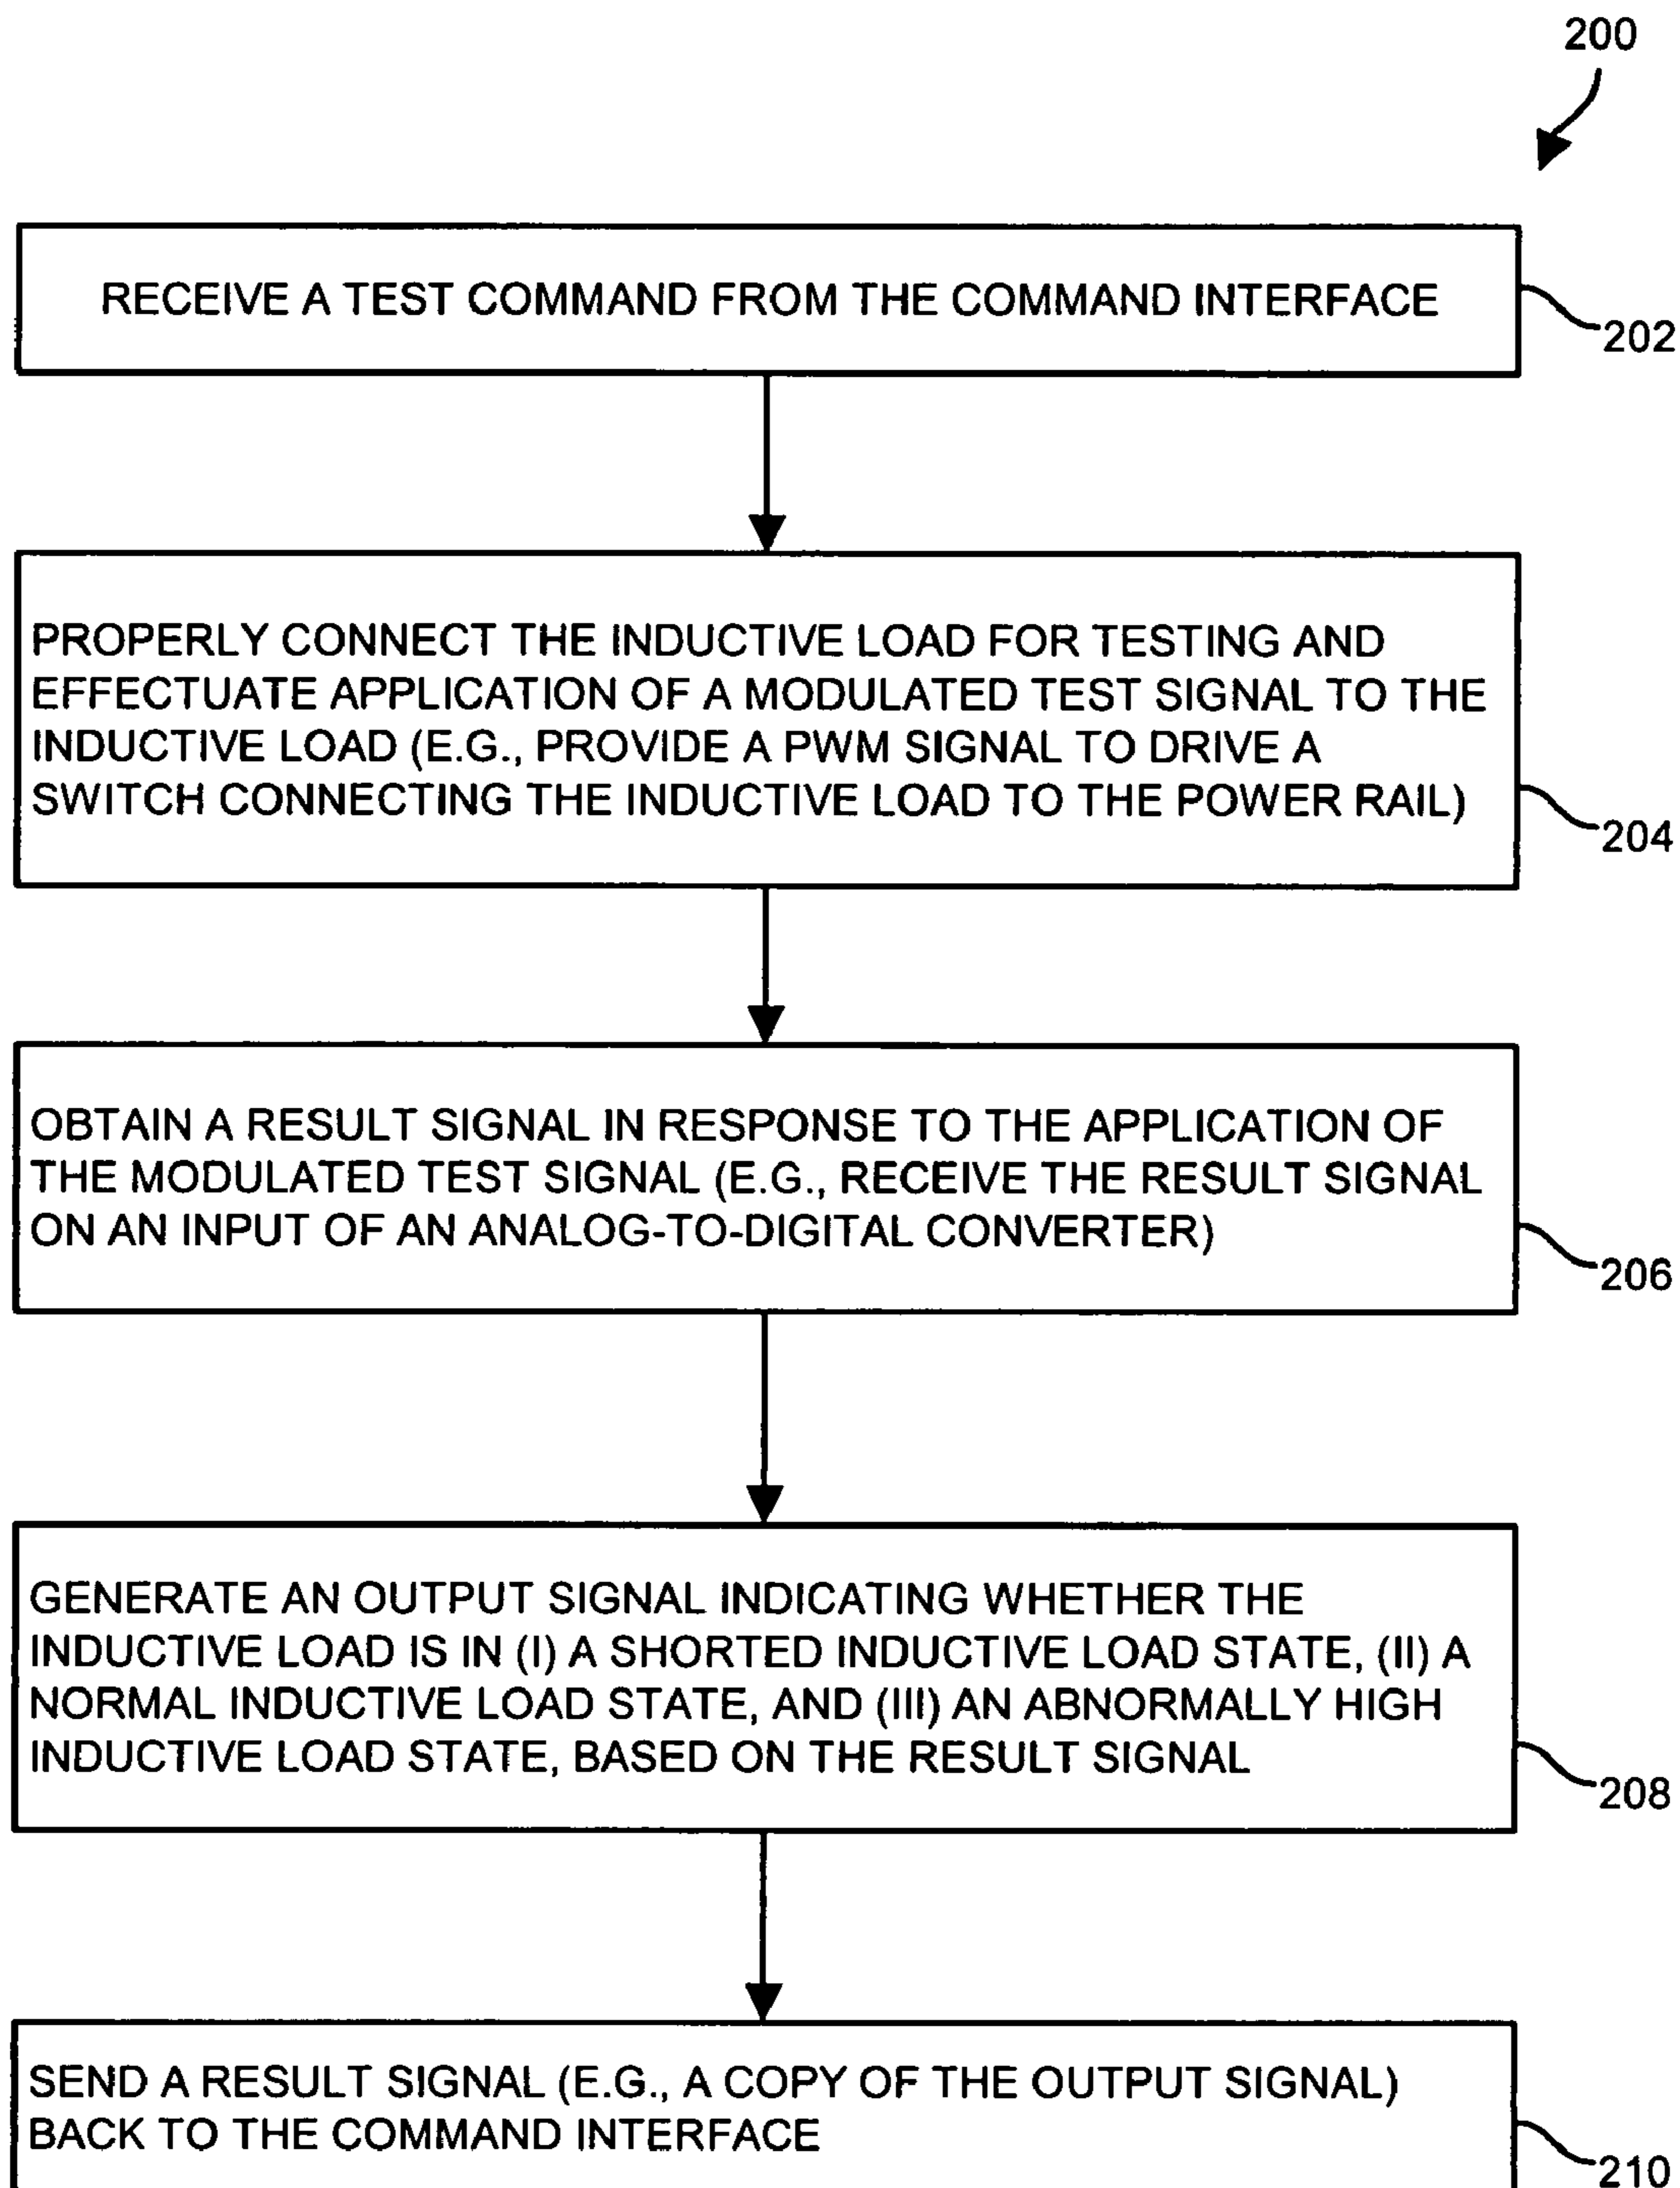 200
RECEIVE A TEST COMMAND FROM THE COMMAND INTERFACE
202
PROPERLY CONNECT THE INDUCTIVE LOAD FOR TESTING AND
EFFECTUATE APPLICATION OF A MODULATED TEST SIGNAL TO THE
INDUCTIVE LOAD (E.G., PROVIDE A PWM SIGNAL TO DRIVE A
SWITCH CONNECTING THE INDUCTIVE LOAD TO THE POWER RAIL)
204
OBTAIN A RESULT SIGNAL IN RESPONSE TO THE APPLICATION OF
THE MODULATED TEST SIGNAL (E.G., RECEIVE THE RESULT SIGNAL
ON AN INPUT OF AN ANALOG-TO-DIGITAL CONVERTER)
206
GENERATE AN OUTPUT SIGNAL INDICATING WHETHER THE
INDUCTIVE LOAD IS IN (I) A SHORTED INDUCTIVE LOAD STATE, (II) A
NORMAL INDUCTIVE LOAD STATE, AND (III) AN ABNORMALLY HIGH
INDUCTIVE LOAD STATE, BASED ON THE RESULT SIGNAL
208
SEND A RESULT SIGNAL (E.G., A COPY OF THE OUTPUT SIGNAL)
BACK TO THE COMMAND INTERFACE
210